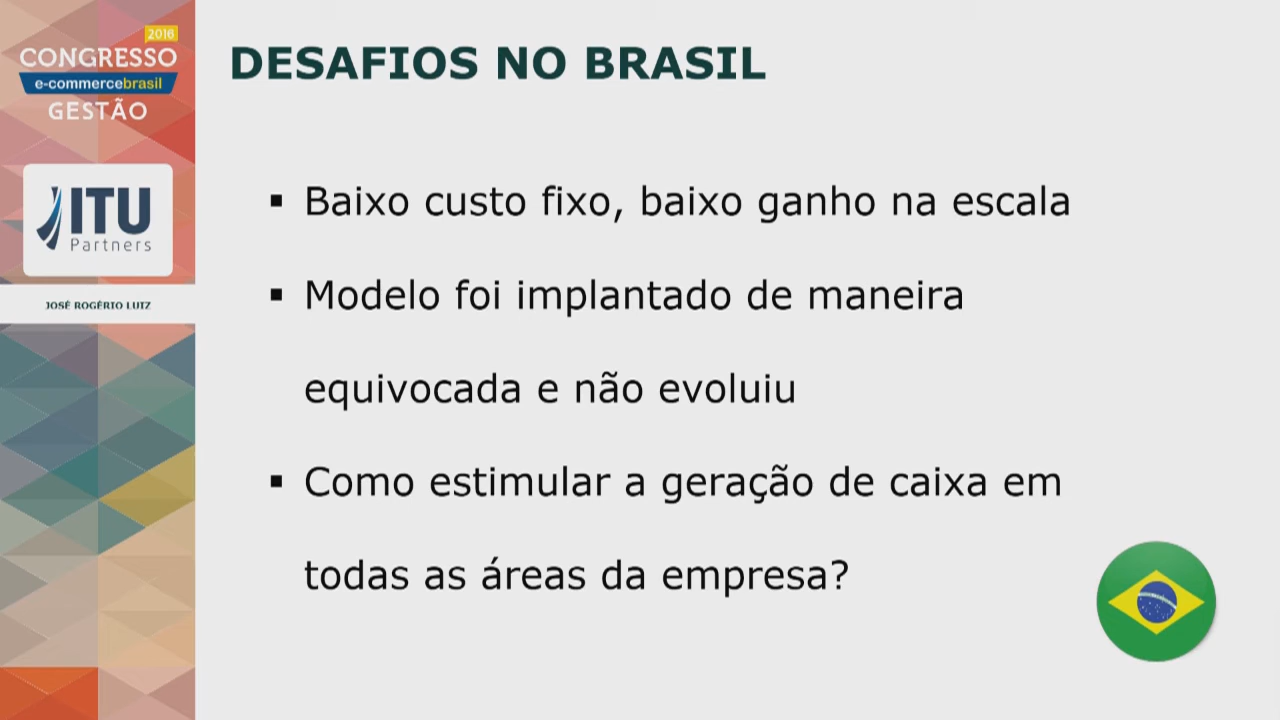 2016
CONGRESSO
e-commercebrasil
GESTÃO
ITU
Partners
JOSÉ ROGÉRIO LUIZ
DESAFIOS NO BRASIL
▪ Baixo custo fixo, baixo ganho na escala
▪ Modelo foi implantado de maneira
equivocada e não evoluiu
▪ Como estimular a geração de caixa em
todas as áreas da empresa?